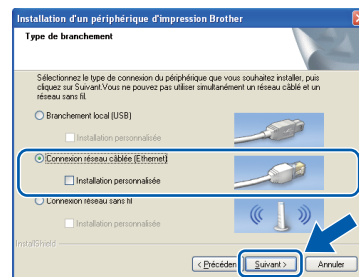 Installation d'un périphérique d'impression Brother
Type de branchement
Sélectionnez le type de connexion du périphérique que vous souhaitez installer, puis
cliquez sur Suivant.Vous ne pouvez pas utiliser simultanément un réseau câblé et un
réseau sans fil.
Branchement local (USB)
Installation personnalisée
Connexion réseau câblée (Ethernet)
Installation personnalisée
Connexion réseau sans fil
Installation personnalisée
InstallShield
< Précéden
Suivant >
Annuler